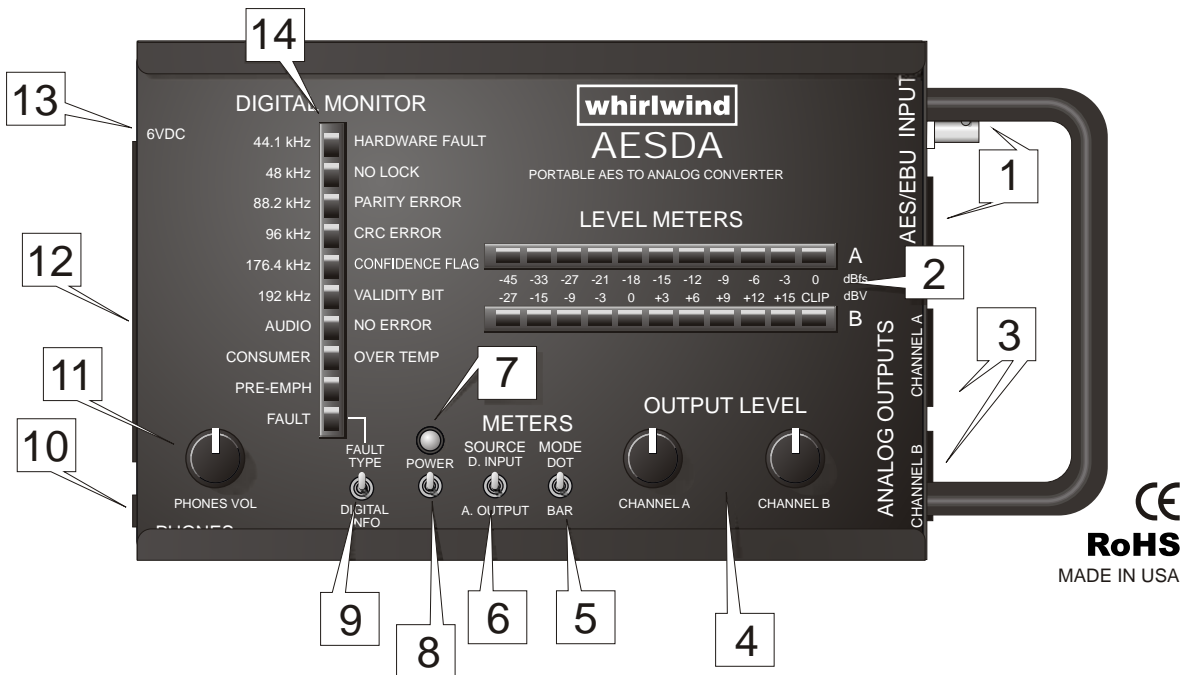 14
13
DIGITAL MONITOR
whirlwind
AESDA
PORTABLE AES TO ANALOG CONVERTER
6VDC
44.1 kHz HARDWARE FAULT
48 kHz NO LOCK
88.2 kHz PARITY ERROR
96 kHz CRC ERROR
176.4 kHz CONFIDENCE FLAG
192 kHz VALIDITY BIT
AUDIO NO ERROR
CONSUMER OVER TEMP
PRE-EMPH
FAULT
AES/EBU INPUT
1
LEVEL METERS
A
-45 -33 -27 -21 -18 -15 -12 -9 -6 -3 0 dBfs
-27 -15 -9 -3 0 +3 +6 +9 +12 +15 CLIP dBV
B
2
12
ANALOG OUTPUTS
CHANNEL A
CHANNEL B
3
11
7
10
PHONES VOL
PHONES
FAULT
TYPE
DIGITAL
INFO
POWER
METERS
SOURCE
D. INPUT
A. OUTPUT
MODE
DOT
BAR
OUTPUT LEVEL
CHANNEL A
CHANNEL B
9
8
6
5
4
CE
RoHS
MADE IN USA